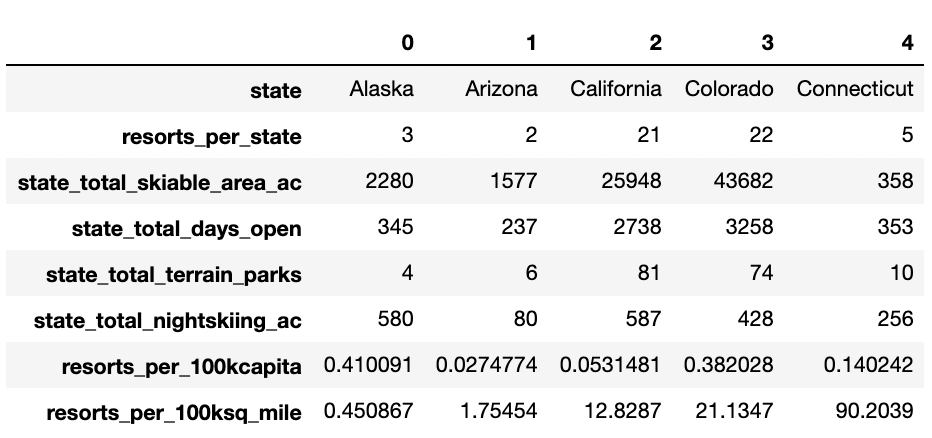 0 1 2 3 4
state Alaska Arizona California Colorado Connecticut
resorts_per_state 3 2 21 22 5
state_total_skiable_area_ac 2280 1577 25948 43682 358
state_total_days_open 345 237 2738 3258 353
state_total_terrain_parks 4 6 81 74 10
state_total_nightskiing_ac 580 80 587 428 256
resorts_per_100kcapita 0.410091 0.0274774 0.0531481 0.382028 0.140242
resorts_per_100ksq_mile 0.450867 1.75454 12.8287 21.1347 90.2039